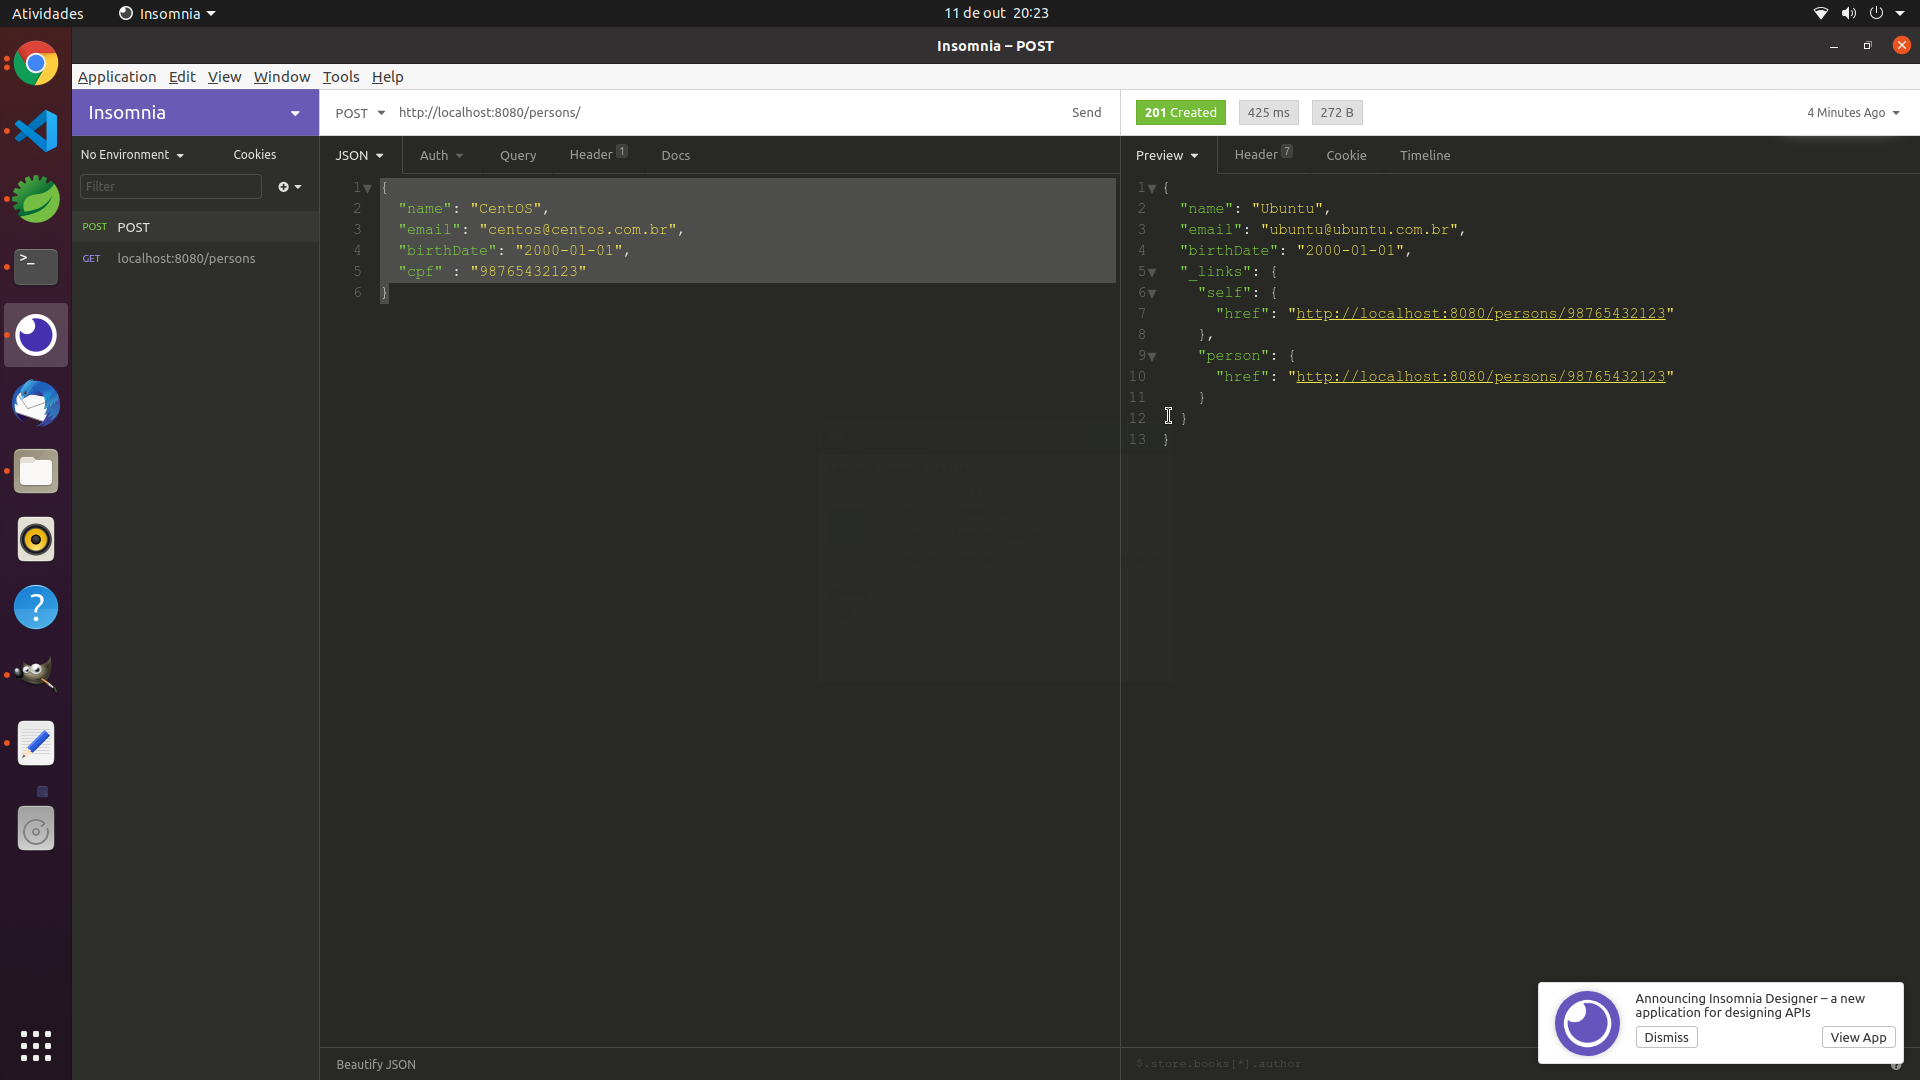 Atividades
Insomnia
11 de out 20:23
Insomnia – POST
Application Edit View Window Tools Help
Insomnia
POST http://localhost:8080/persons/ Send
201 Created 425 ms 272 B 4 Minutes Ago
No Environment Cookies
JSON Auth Query Header 1 Docs
Preview Header 7 Cookie Timeline
Filter
POST POST
GET localhost:8080/persons
1 {
2 "name": "CentOS",
3 "email": "centos@centos.com.br",
4 "birthDate": "2000-01-01",
5 "cpf" : "98765432123"
6 }
1 {
2 "name": "Ubuntu",
3 "email": "ubuntu@ubuntu.com.br",
4 "birthDate": "2000-01-01",
5 "_links": {
6 "self": {
7 "href": "http://localhost:8080/persons/98765432123"
8 },
9 "person": {
10 "href": "http://localhost:8080/persons/98765432123"
11 }
12 }
13 }
Beautify JSON
$.store.books[*].author
Announcing Insomnia Designer – a new
application for designing APIs
Dismiss View App